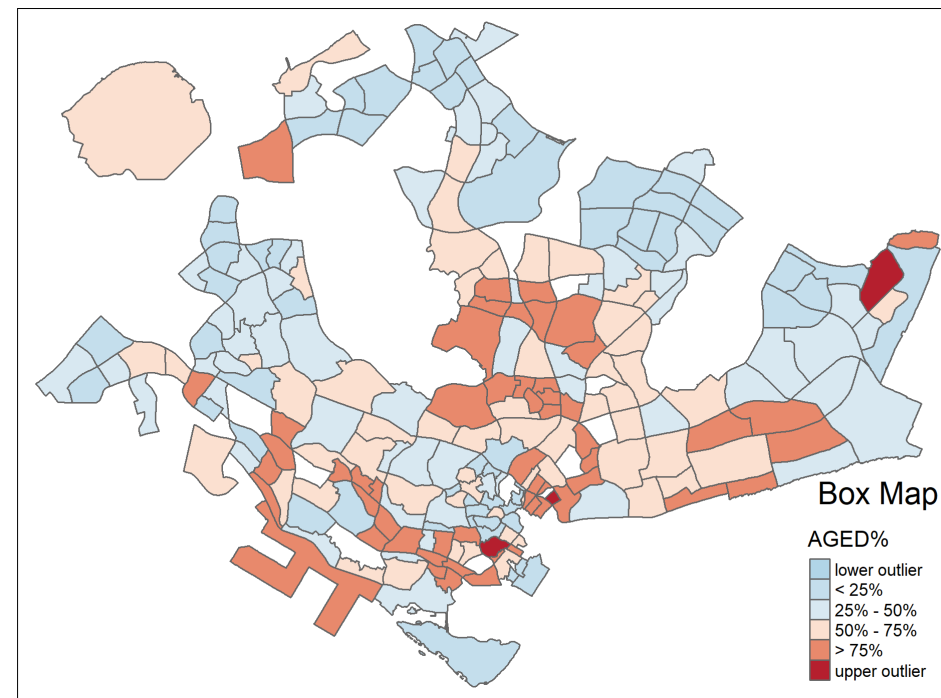 Box Map
AGED%
lower outlier
< 25%
25% - 50%
50% - 75%
> 75%
upper outlier